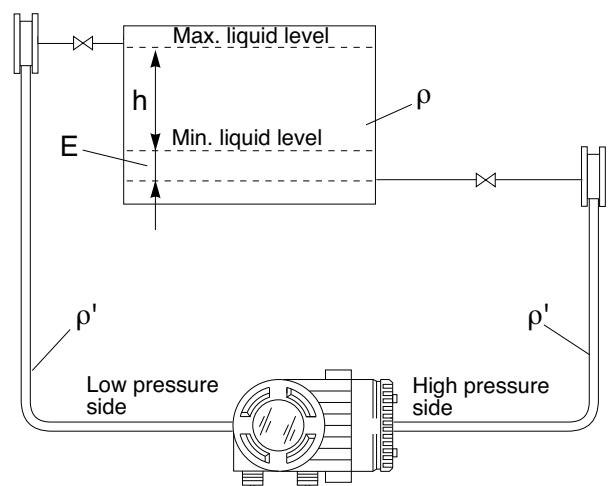 Max. liquid level
h
ρ
Min. liquid level
E
ρ'
ρ'
Low pressure
side
High pressure
side